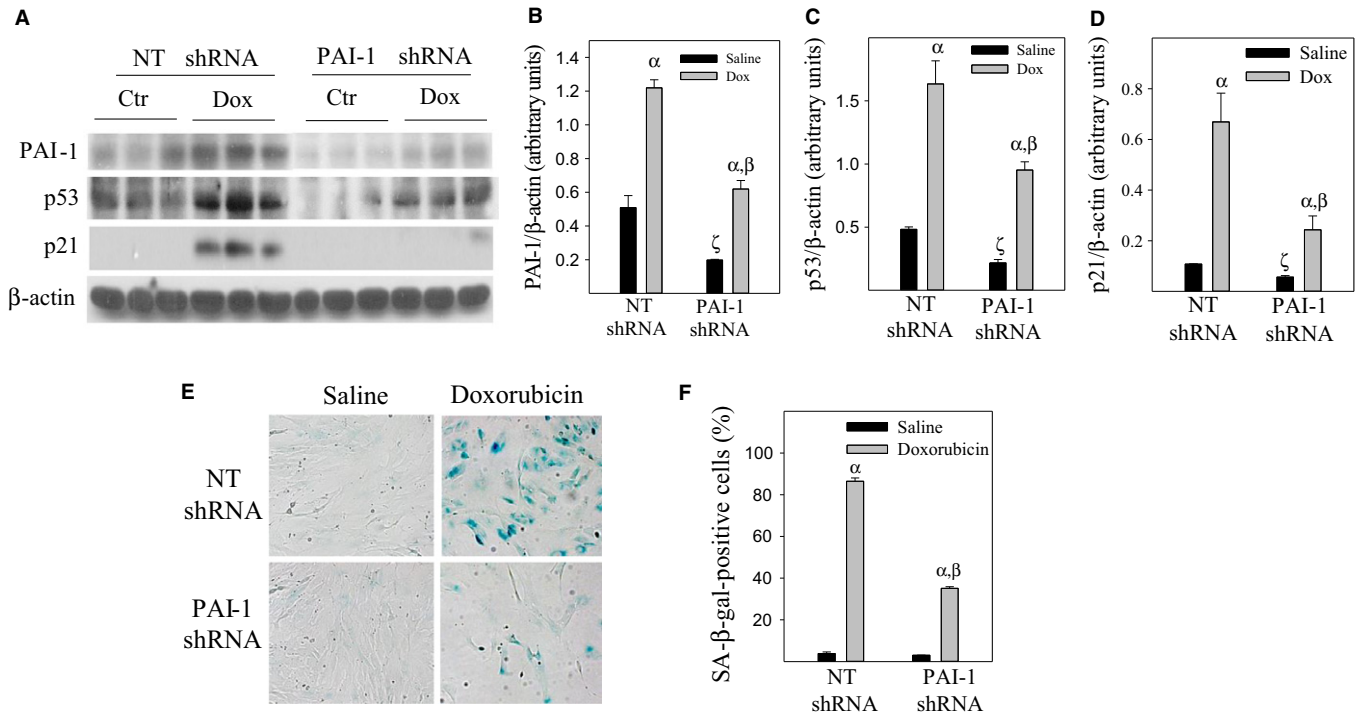 A
NT shRNA PAI-1 shRNA
Ctr Dox Ctr Dox
PAI-1
p53
p21
β-actin
B
PAI-1/β-actin (arbitrary units)
1.4
1.2
1.0
0.8
0.6
0.4
0.2
Saline
Dox
α
ζ
α,β
NT
shRNA
PAI-1
shRNA
C
p53/β-actin (arbitrary units)
1.5
1.0
0.5
Saline
Dox
α
ζ
α,β
NT
shRNA
PAI-1
shRNA
D
p21/β-actin (arbitrary units)
0.8
0.6
0.4
0.2
Saline
Dox
α
ζ
α,β
NT
shRNA
PAI-1
shRNA
E
Saline Doxorubicin
NT
shRNA
PAI-1
shRNA
F
SA-β-gal-positive cells (%)
100
80
60
40
20
Saline
Doxorubicin
α
α,β
NT
shRNA
PAI-1
shRNA